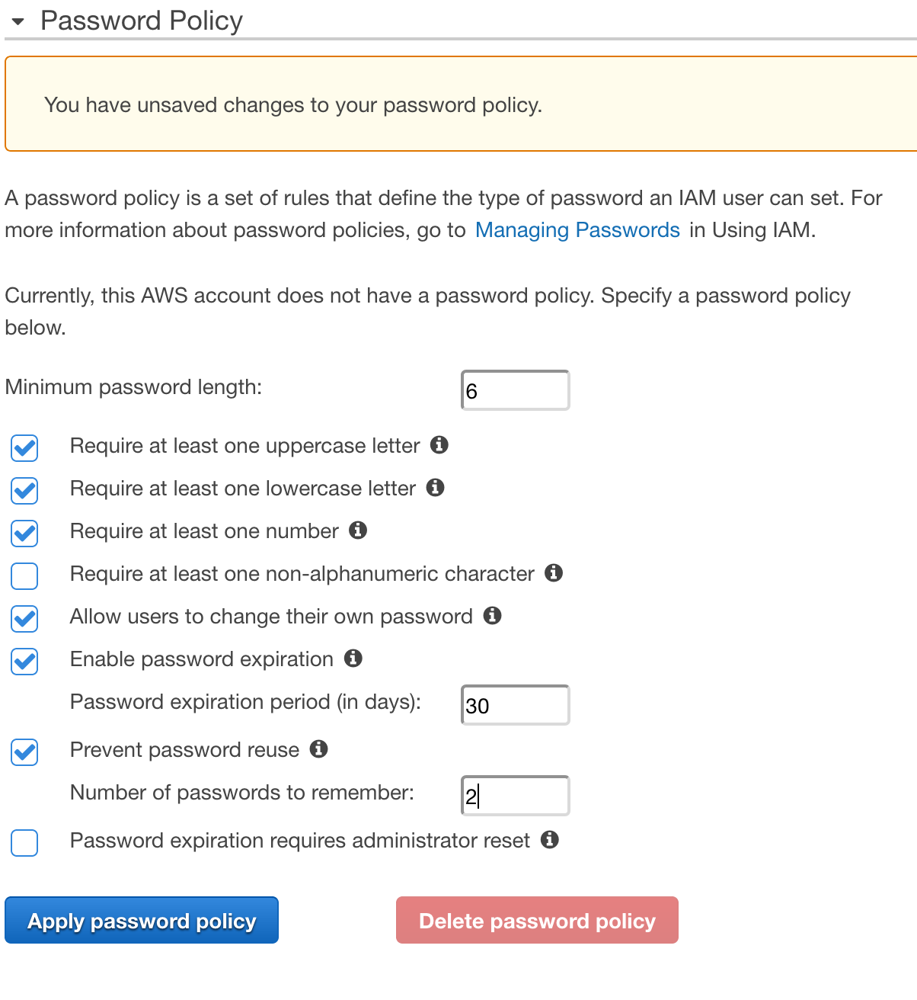 Password Policy
You have unsaved changes to your password policy.
A password policy is a set of rules that define the type of password an IAM user can set. For
more information about password policies, go to Managing Passwords in Using IAM.
Currently, this AWS account does not have a password policy. Specify a password policy
below.
Minimum password length: 6
Require at least one uppercase letter
Require at least one lowercase letter
Require at least one number
Require at least one non-alphanumeric character
Allow users to change their own password
Enable password expiration
Password expiration period (in days): 30
Prevent password reuse
Number of passwords to remember: 2
Password expiration requires administrator reset
Apply password policy Delete password policy